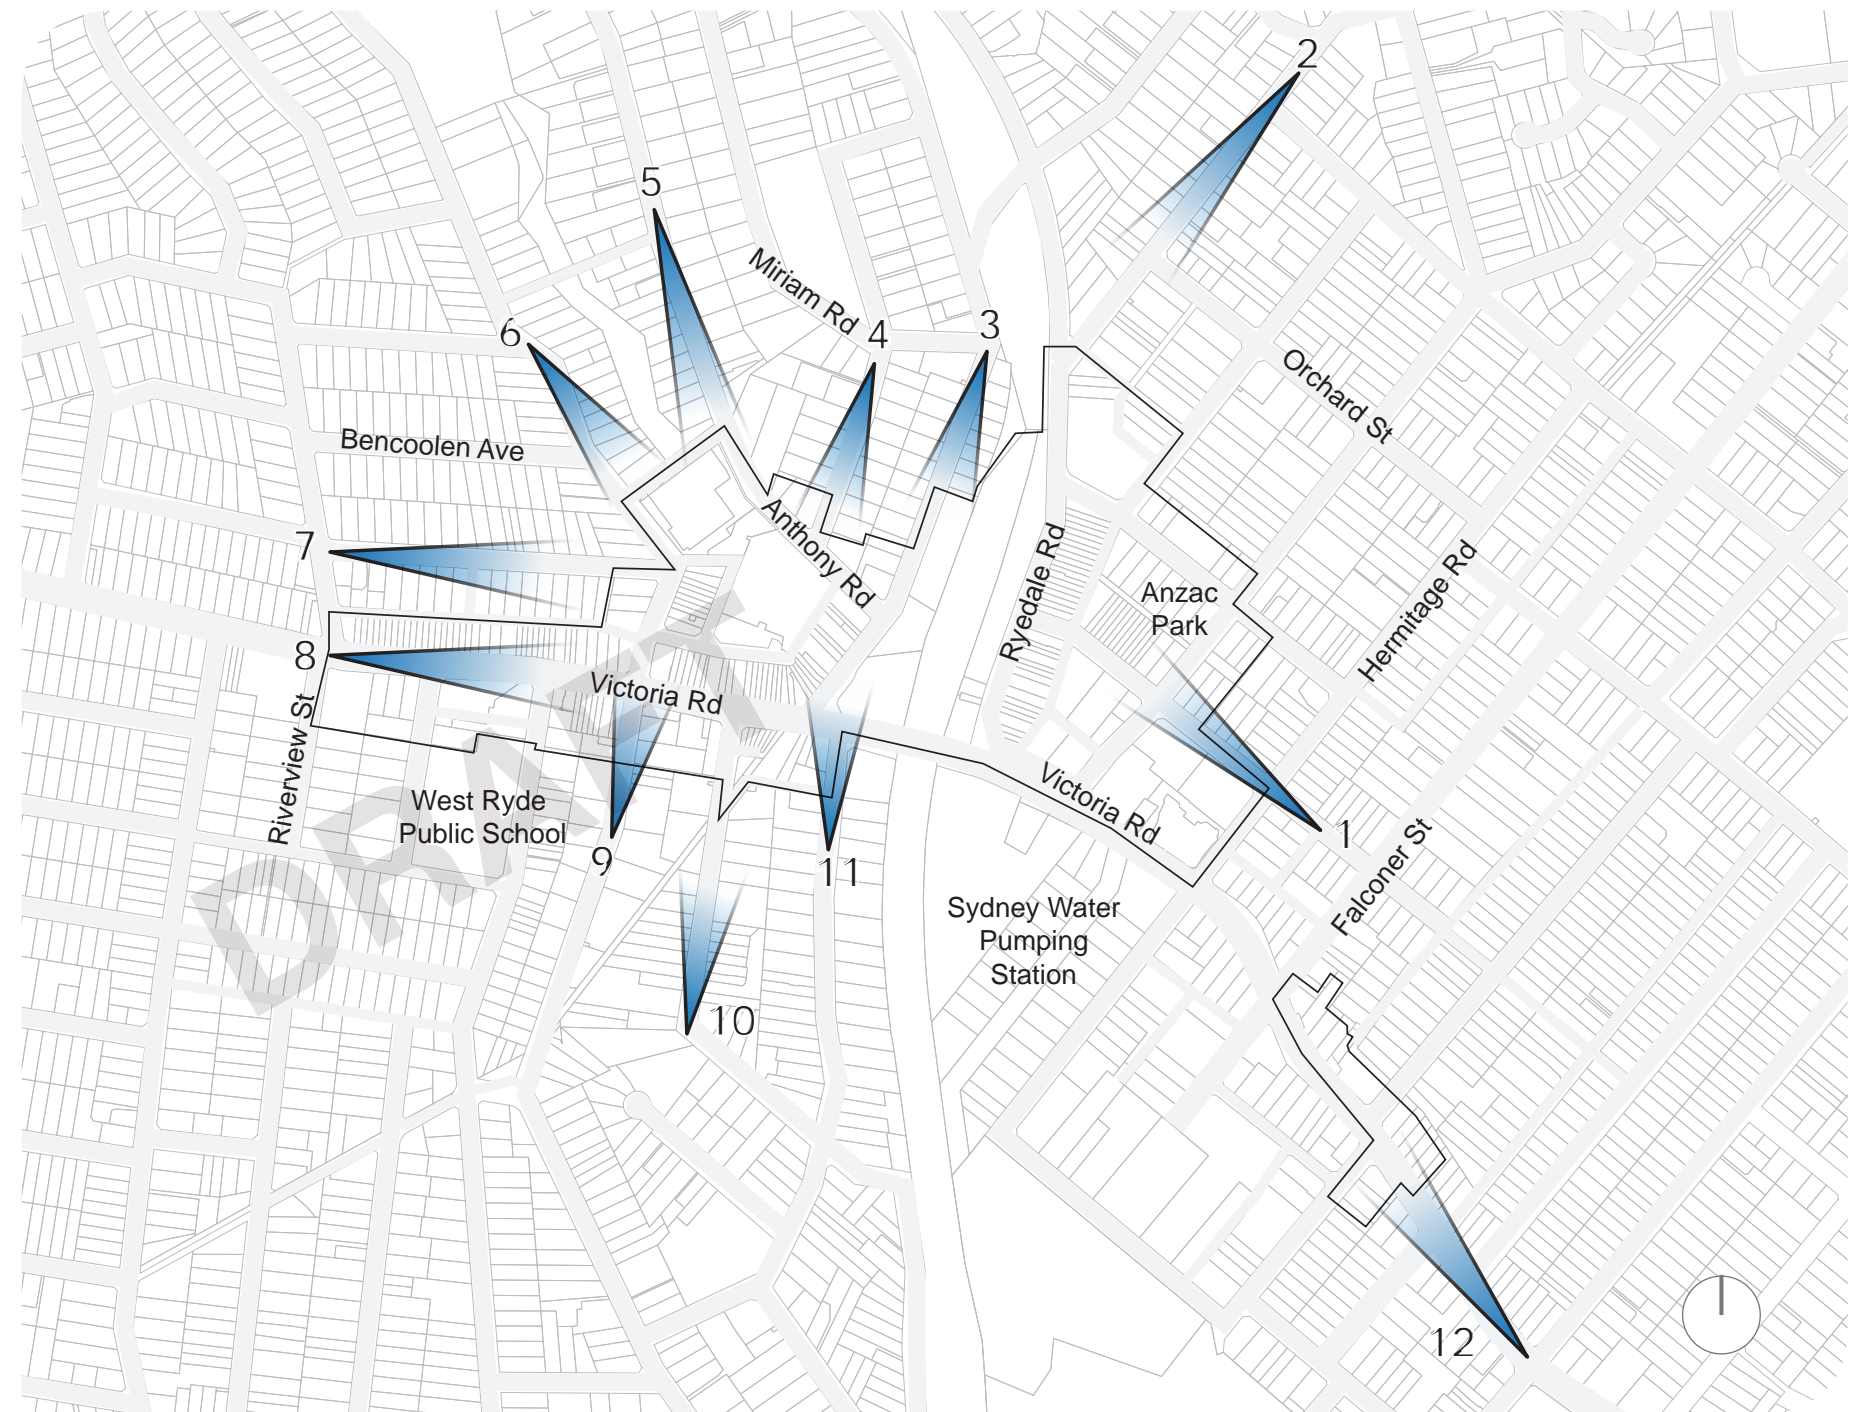 2
5
Miriam Rd
6
4
3
Orchard St
Bencoolen Ave
Anthony Rd
7
Ryedale Rd
Anzac
Park
Hermitage Rd
8
Victoria Rd
Riverview St
West Ryde
Public School
Victoria Rd
9
11
1
Falconer St
Sydney Water
Pumping
Station
10
12
DRAFT